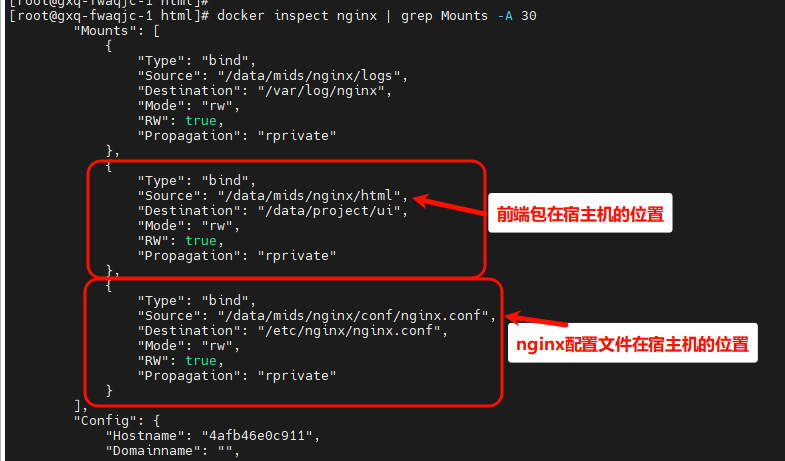 [root@gxq-fwaqjc-1 html]#
[root@gxq-fwaqjc-1 html]# docker inspect nginx | grep Mounts -A 30
"Mounts": [
{
"Type": "bind",
"Source": "/data/mids/nginx/logs",
"Destination": "/var/log/nginx",
"Mode": "rw",
"RW": true,
"Propagation": "rprivate"
},
{
"Type": "bind",
"Source": "/data/mids/nginx/html",
"Destination": "/data/project/ui",
"Mode": "rw",
"RW": true,
"Propagation": "rprivate"
},
前端包在宿主机的位置
{
"Type": "bind",
"Source": "/data/mids/nginx/conf/nginx.conf",
"Destination": "/etc/nginx/nginx.conf",
"Mode": "rw",
"RW": true,
"Propagation": "rprivate"
}
nginx配置文件在宿主机的位置
],
"Config": {
"Hostname": "4afb46e0c911",
"Domainname": "",